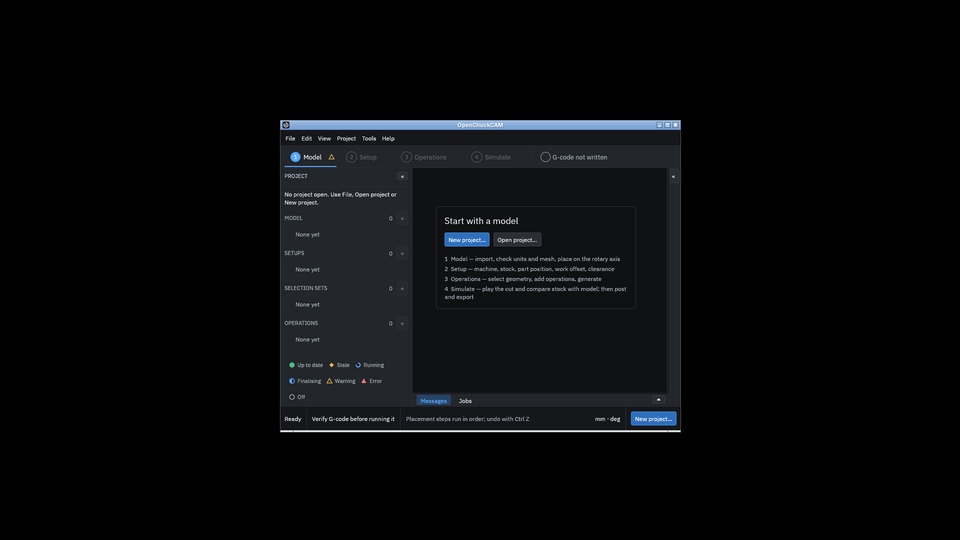 OpenChuckCAM
File Edit View Project Tools Help
1 Model 2 Setup 3 Operations 4 Simulate G-code not written
PROJECT
No project open. Use File, Open project or
New project.
MODEL 0 +
None yet
SETUPS 0 +
None yet
SELECTION SETS 0 +
None yet
OPERATIONS 0 +
None yet
Up to date Stale Running
Finalising Warning Error
Off
Start with a model
New project... Open project...
1 Model — import, check units and mesh, place on the rotary axis
2 Setup — machine, stock, part position, work offset, clearance
3 Operations — select geometry, add operations, generate
4 Simulate — play the cut and compare stock with model; then post
and export
Messages Jobs
Ready Verify G-code before running it Placement steps run in order; undo with Ctrl Z mm · deg New project...